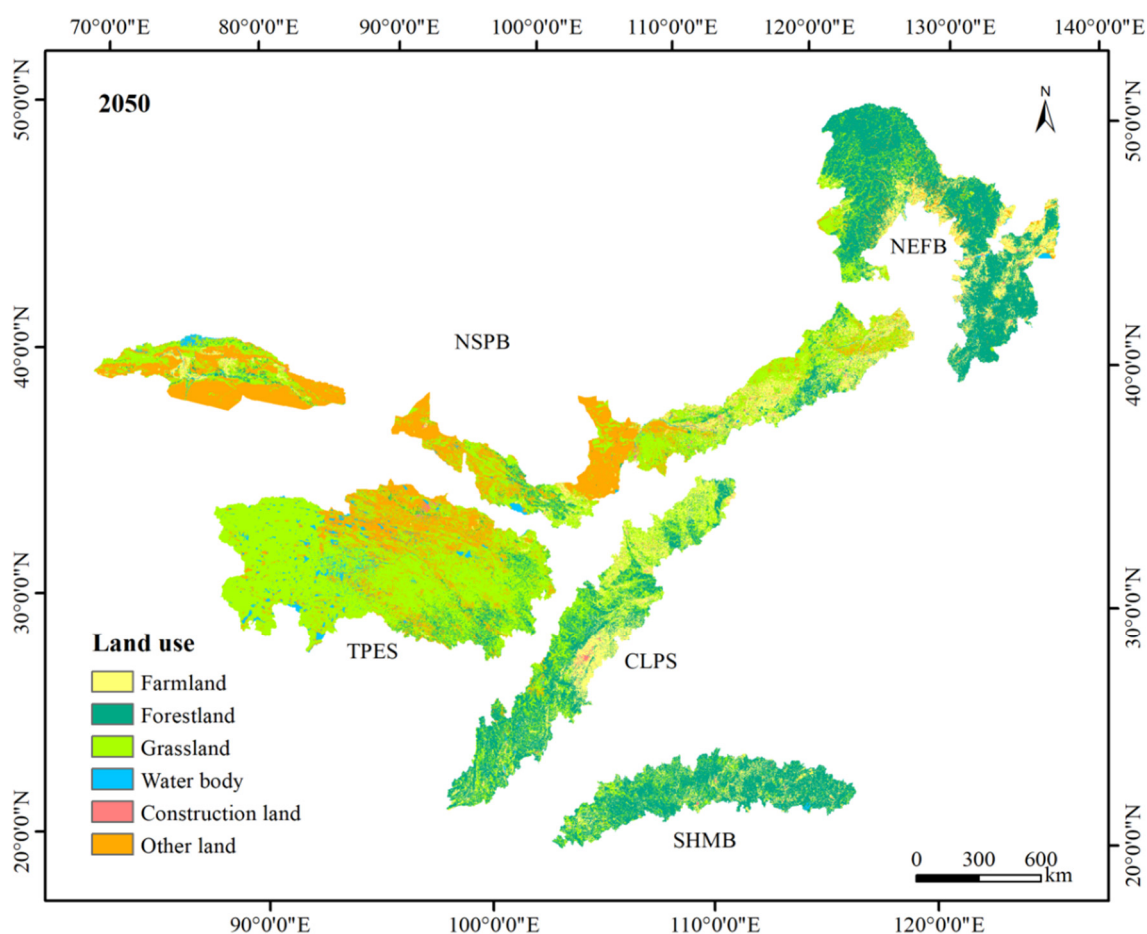 70°0'0"E 80°0'0"E 90°0'0"E 100°0'0"E 110°0'0"E 120°0'0"E 130°0'0"E 140°0'0"E
2050
N
50°0'0"N
50°0'0"N
NEFB
NSPB
40°0'0"N
40°0'0"N
30°0'0"N
30°0'0"N
TPES
CLPS
Land use
Farmland
Forestland
Grassland
Water body
Construction land
Other land
SHMB
20°0'0"N
20°0'0"N
0 300 600
km
90°0'0"E 100°0'0"E 110°0'0"E 120°0'0"E